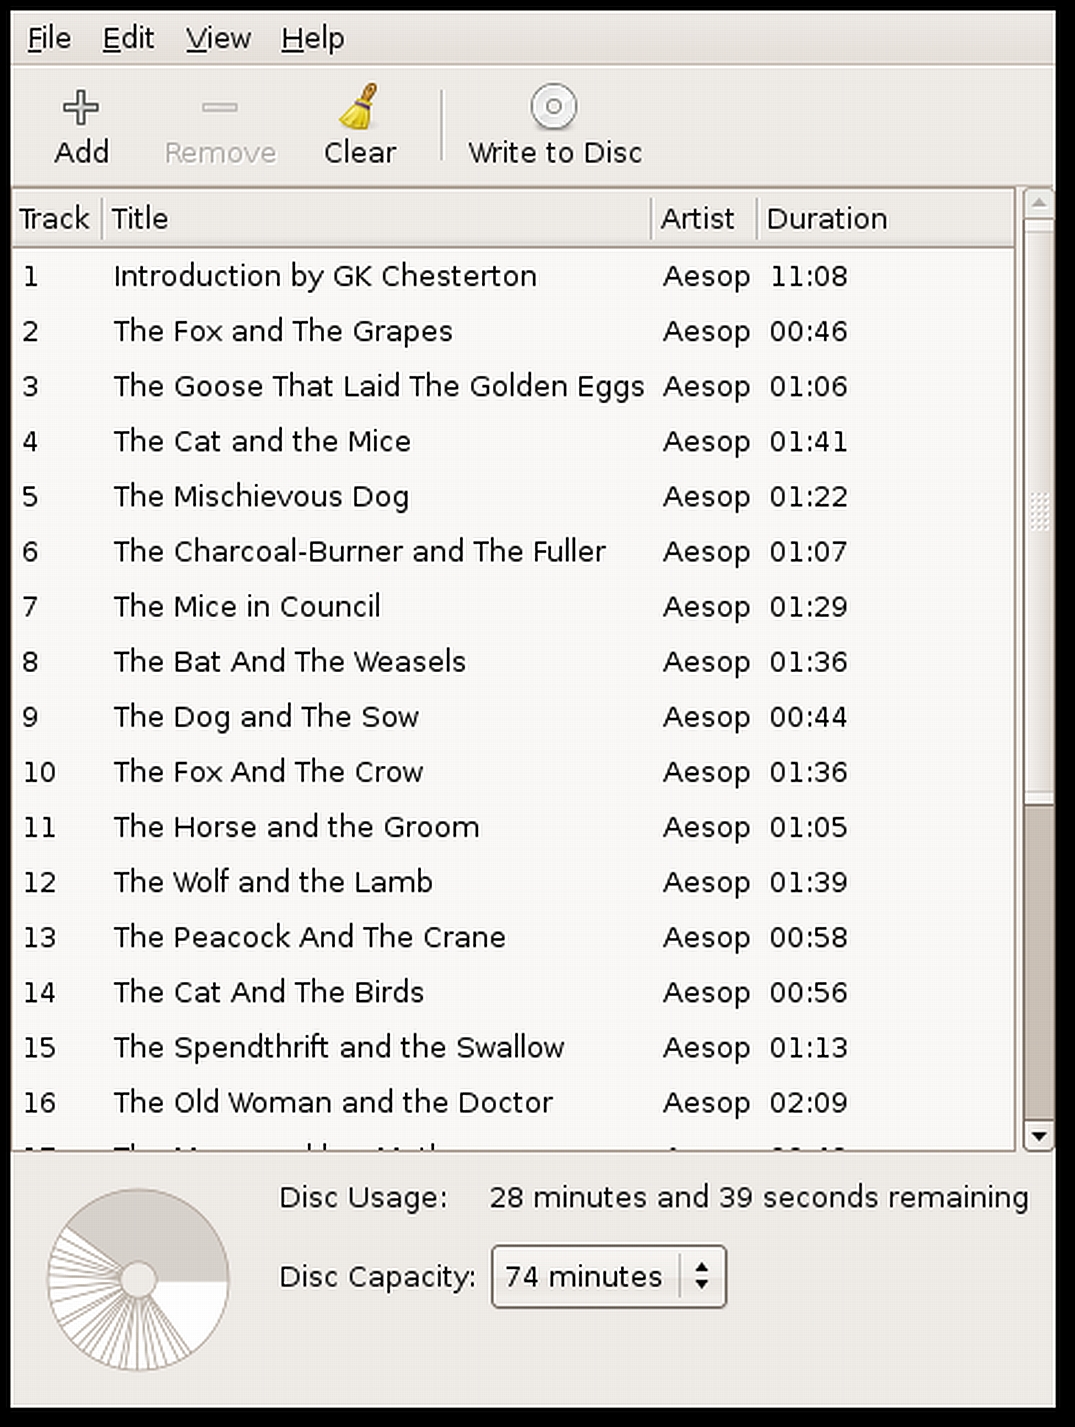 File Edit View Help
Add Remove Clear Write to Disc
Track Title Artist Duration
1 Introduction by GK Chesterton Aesop 11:08
2 The Fox and The Grapes Aesop 00:46
3 The Goose That Laid The Golden Eggs Aesop 01:06
4 The Cat and the Mice Aesop 01:41
5 The Mischievous Dog Aesop 01:22
6 The Charcoal-Burner and The Fuller Aesop 01:07
7 The Mice in Council Aesop 01:29
8 The Bat And The Weasels Aesop 01:36
9 The Dog and The Sow Aesop 00:44
10 The Fox And The Crow Aesop 01:36
11 The Horse and the Groom Aesop 01:05
12 The Wolf and the Lamb Aesop 01:39
13 The Peacock And The Crane Aesop 00:58
14 The Cat And The Birds Aesop 00:56
15 The Spendthrift and the Swallow Aesop 01:13
16 The Old Woman and the Doctor Aesop 02:09
Disc Usage: 28 minutes and 39 seconds remaining
Disc Capacity: 74 minutes